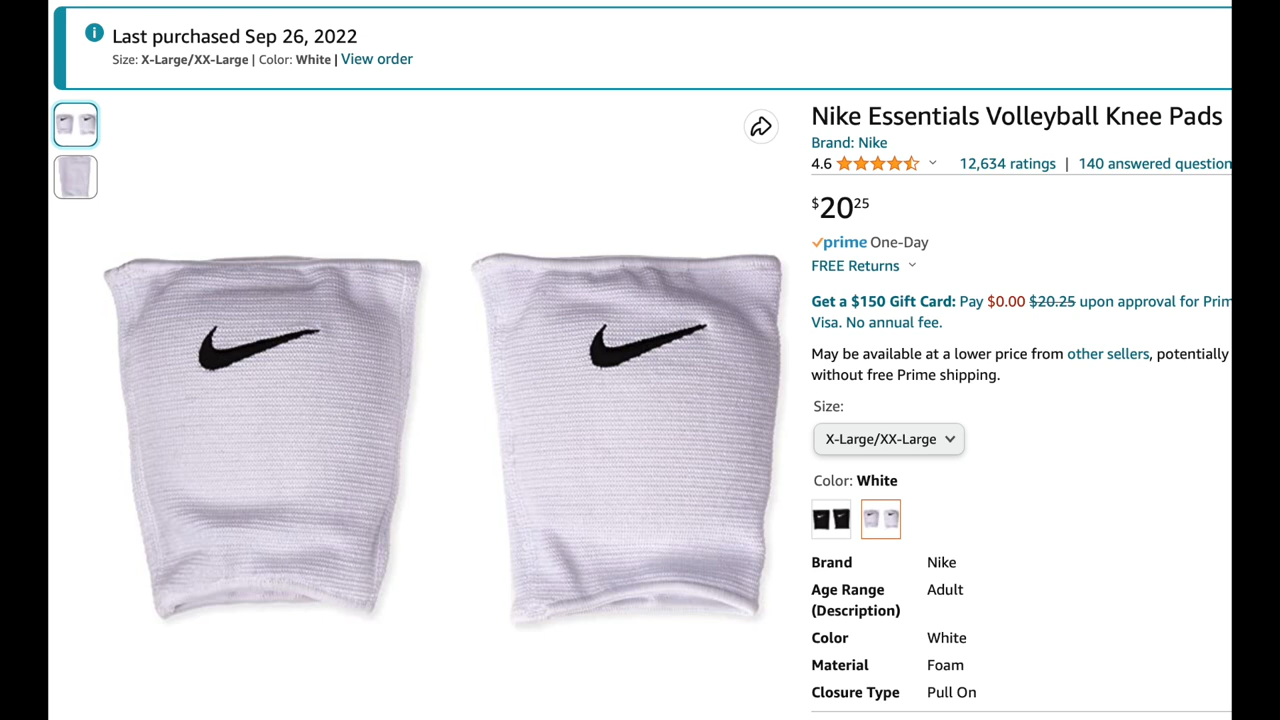 Last purchased Sep 26, 2022
Size: X-Large/XX-Large | Color: White | View order
Nike Essentials Volleyball Knee Pads
Brand: Nike
4.6 12,634 ratings | 140 answered question
$2025
prime One-Day
FREE Returns
Get a $150 Gift Card: Pay $0.00 $20.25 upon approval for Prim
Visa. No annual fee.
May be available at a lower price from other sellers, potentially
without free Prime shipping.
Size:
X-Large/XX-Large
Color: White
Brand Nike
Age Range Adult
(Description)
Color White
Material Foam
Closure Type Pull On